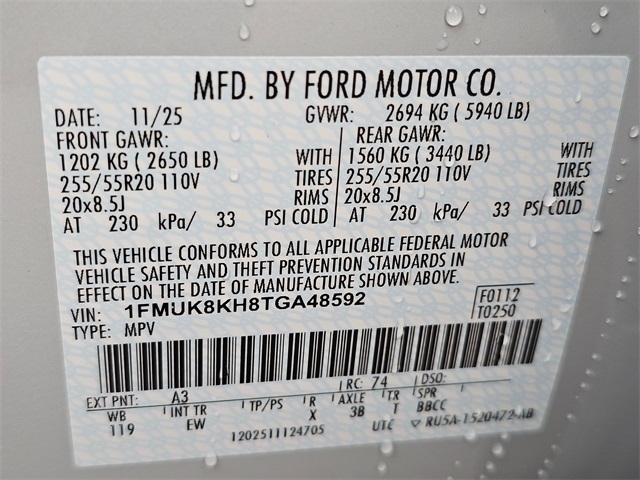 MFD. BY FORD MOTOR CO.
DATE: 11/25 GVWR: 2694 KG ( 5940 LB)
FRONT GAWR: REAR GAWR:
1202 KG ( 2650 LB) WITH 1560 KG ( 3440 LB) WITH
255/55R20 110V TIRES 255/55R20 110V TIRES
20x8.5J RIMS 20x8.5J RIMS
AT 230 kPa/ 33 PSI COLD AT 230 kPa/ 33 PSI COLD
THIS VEHICLE CONFORMS TO ALL APPLICABLE FEDERAL MOTOR
VEHICLE SAFETY AND THEFT PREVENTION STANDARDS IN
EFFECT ON THE DATE OF MANUFACTURE SHOWN ABOVE.
VIN: 1FMUK8KH8TGA48592 F0112
TYPE: MPV T0250
EXT PNT: A3 RC: 74 DSO:
WB INT TR TP/PS R AXLE TR SPR
119 EW X 3B T BBCC
1202511124705 UTC RU5A-1520472-AB